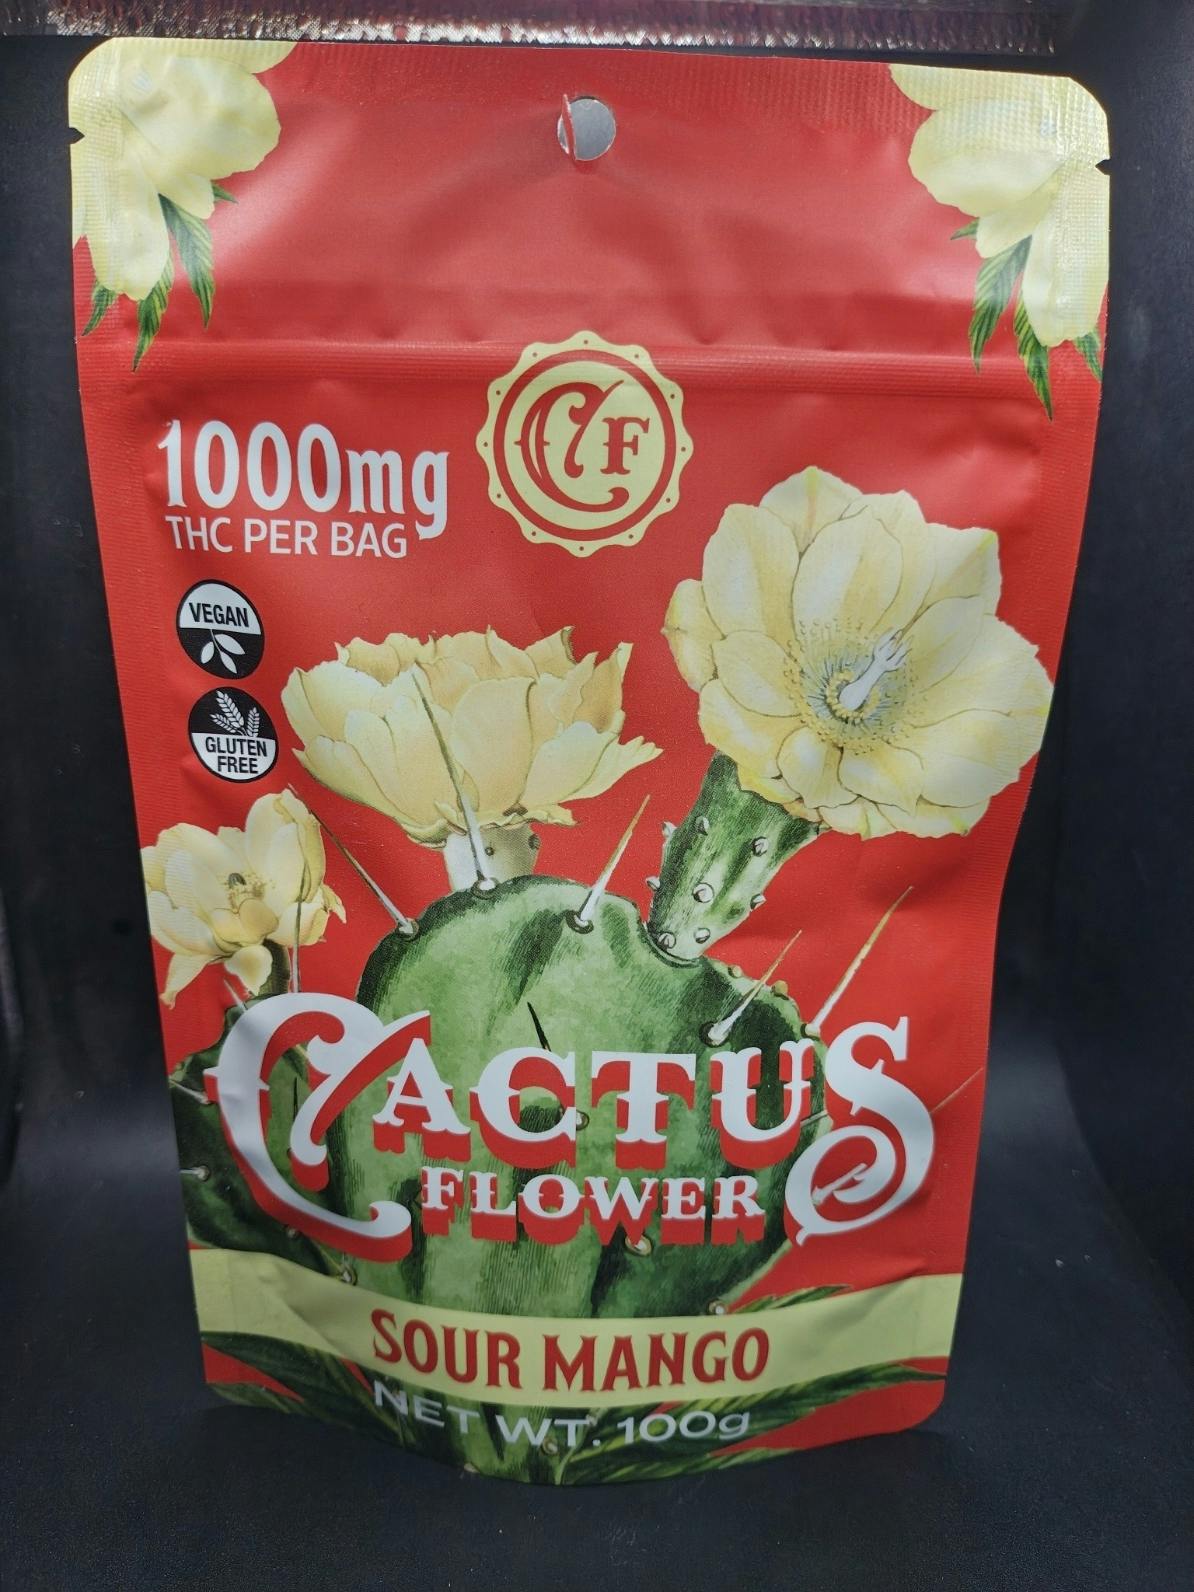 1000mg
THC PER BAG
CF
VEGAN
GLUTEN
FREE
CACTUS
FLOWER
SOUR MANGO
NET WT. 100g